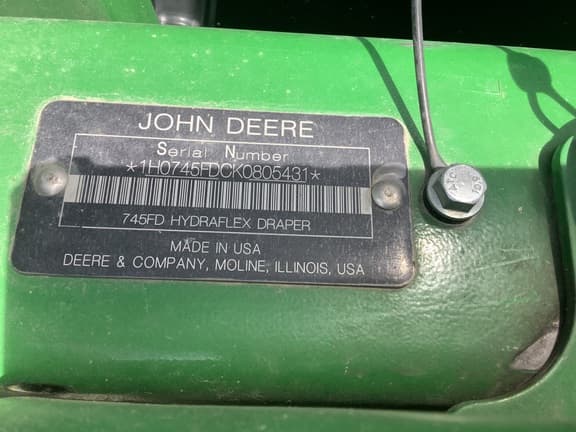 JOHN DEERE
Serial Number
*1H0745FDCK0805431*
745FD HYDRAFLEX DRAPER
MADE IN USA
DEERE & COMPANY, MOLINE, ILLINOIS, USA